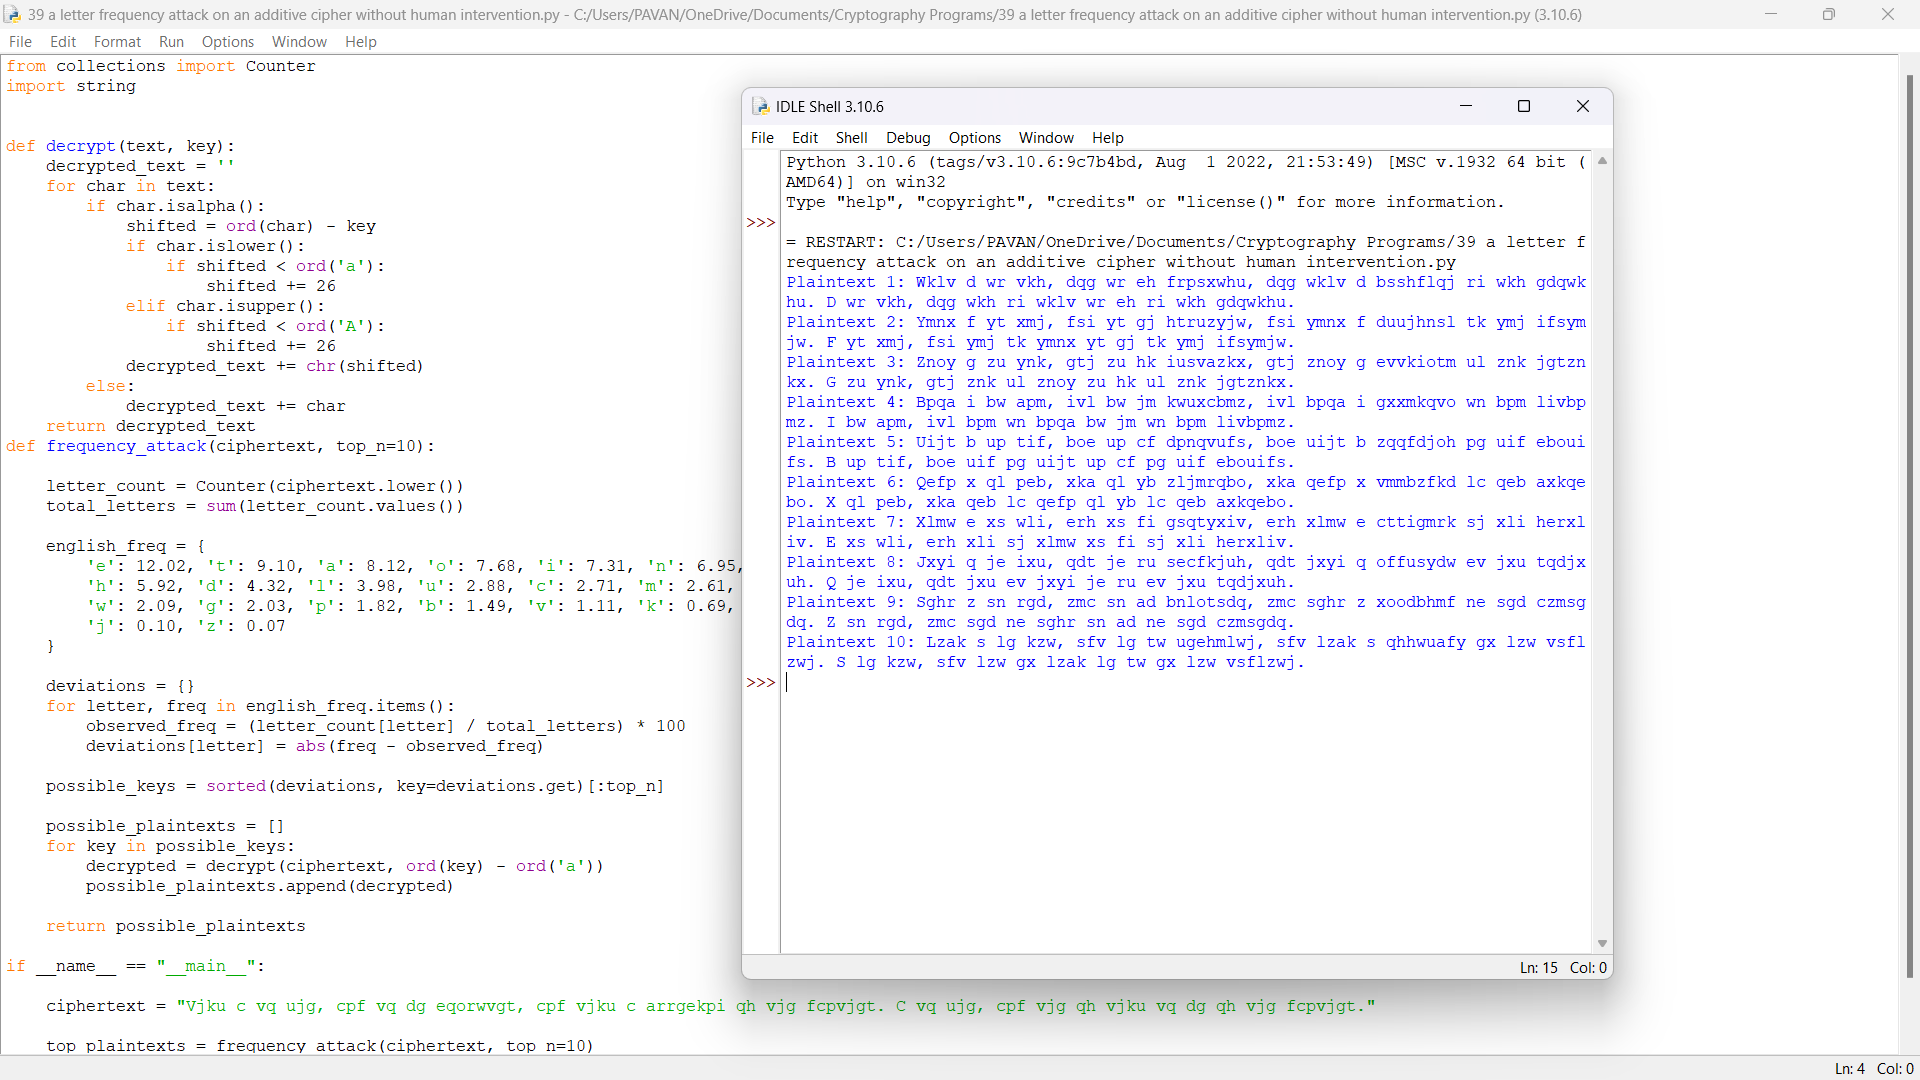 39 a letter frequency attack on an additive cipher without human intervention.py - C:/Users/PAVAN/OneDrive/Documents/Cryptography Programs/39 a letter frequency attack on an additive cipher without human intervention.py (3.10.6)
File Edit Format Run Options Window Help
from collections import Counter
import string
def decrypt(text, key):
    decrypted_text = ''
    for char in text:
        if char.isalpha():
            shifted = ord(char) - key
            if char.islower():
                if shifted < ord('a'):
                    shifted += 26
            elif char.isupper():
                if shifted < ord('A'):
                    shifted += 26
            decrypted_text += chr(shifted)
        else:
            decrypted_text += char
    return decrypted_text
def frequency_attack(ciphertext, top_n=10):
    letter_count = Counter(ciphertext.lower())
    total_letters = sum(letter_count.values())
    english_freq = {
        'e': 12.02, 't': 9.10, 'a': 8.12, 'o': 7.68, 'i': 7.31, 'n': 6.95,
        'h': 5.92, 'd': 4.32, 'l': 3.98, 'u': 2.88, 'c': 2.71, 'm': 2.61,
        'w': 2.09, 'g': 2.03, 'p': 1.82, 'b': 1.49, 'v': 1.11, 'k': 0.69,
        'j': 0.10, 'z': 0.07
    }
    deviations = {}
    for letter, freq in english_freq.items():
        observed_freq = (letter_count[letter] / total_letters) * 100
        deviations[letter] = abs(freq - observed_freq)
    possible_keys = sorted(deviations, key=deviations.get)[:top_n]
    possible_plaintexts = []
    for key in possible_keys:
        decrypted = decrypt(ciphertext, ord(key) - ord('a'))
        possible_plaintexts.append(decrypted)
    return possible_plaintexts
if __name__ == "__main__":
    ciphertext = "Vjku c vq ujg, cpf vq dg eqorwvgt, cpf vjku c arrgekpi qh vjg fcpvjgt. C vq ujg, cpf vjg qh vjku vq dg qh vjg fcpvjgt."
    top_plaintexts = frequency_attack(ciphertext, top_n=10)
Ln: 4 Col: 0
IDLE Shell 3.10.6
File Edit Shell Debug Options Window Help
Python 3.10.6 (tags/v3.10.6:9c7b4bd, Aug  1 2022, 21:53:49) [MSC v.1932 64 bit (
AMD64)] on win32
Type "help", "copyright", "credits" or "license()" for more information.
>>>
= RESTART: C:/Users/PAVAN/OneDrive/Documents/Cryptography Programs/39 a letter f
requency attack on an additive cipher without human intervention.py
Plaintext 1: Wklv d wr vkh, dqg wr eh frpsxwhu, dqg wklv d bsshflqj ri wkh gdqwk
hu. D wr vkh, dqg wkh ri wklv wr eh ri wkh gdqwkhu.
Plaintext 2: Ymnx f yt xmj, fsi yt gj htruzyjw, fsi ymnx f duujhnsl tk ymj ifsym
jw. F yt xmj, fsi ymj tk ymnx yt gj tk ymj ifsymjw.
Plaintext 3: Znoy g zu ynk, gtj zu hk iusvazkx, gtj znoy g evvkiotm ul znk jgtzn
kx. G zu ynk, gtj znk ul znoy zu hk ul znk jgtznkx.
Plaintext 4: Bpqa i bw apm, ivl bw jm kwuxcbmz, ivl bpqa i gxxmkqvo wn bpm livbp
mz. I bw apm, ivl bpm wn bpqa bw jm wn bpm livbpmz.
Plaintext 5: Uijt b up tif, boe up cf dpnqvufs, boe uijt b zqqfdjoh pg uif eboui
fs. B up tif, boe uif pg uijt up cf pg uif ebouifs.
Plaintext 6: Qefp x ql peb, xka ql yb zljmrqbo, xka qefp x vmmbzfkd lc qeb axkqe
bo. X ql peb, xka qeb lc qefp ql yb lc qeb axkqebo.
Plaintext 7: Xlmw e xs wli, erh xs fi gsqtyxiv, erh xlmw e cttigmrk sj xli herxl
iv. E xs wli, erh xli sj xlmw xs fi sj xli herxliv.
Plaintext 8: Jxyi q je ixu, qdt je ru secfkjuh, qdt jxyi q offusydw ev jxu tqdjx
uh. Q je ixu, qdt jxu ev jxyi je ru ev jxu tqdjxuh.
Plaintext 9: Sghr z sn rgd, zmc sn ad bnlotsdq, zmc sghr z xoodbhmf ne sgd czmsg
dq. Z sn rgd, zmc sgd ne sghr sn ad ne sgd czmsgdq.
Plaintext 10: Lzak s lg kzw, sfv lg tw ugehmlwj, sfv lzak s qhhwuafy gx lzw vsfl
zwj. S lg kzw, sfv lzw gx lzak lg tw gx lzw vsflzwj.
>>>
Ln: 15 Col: 0